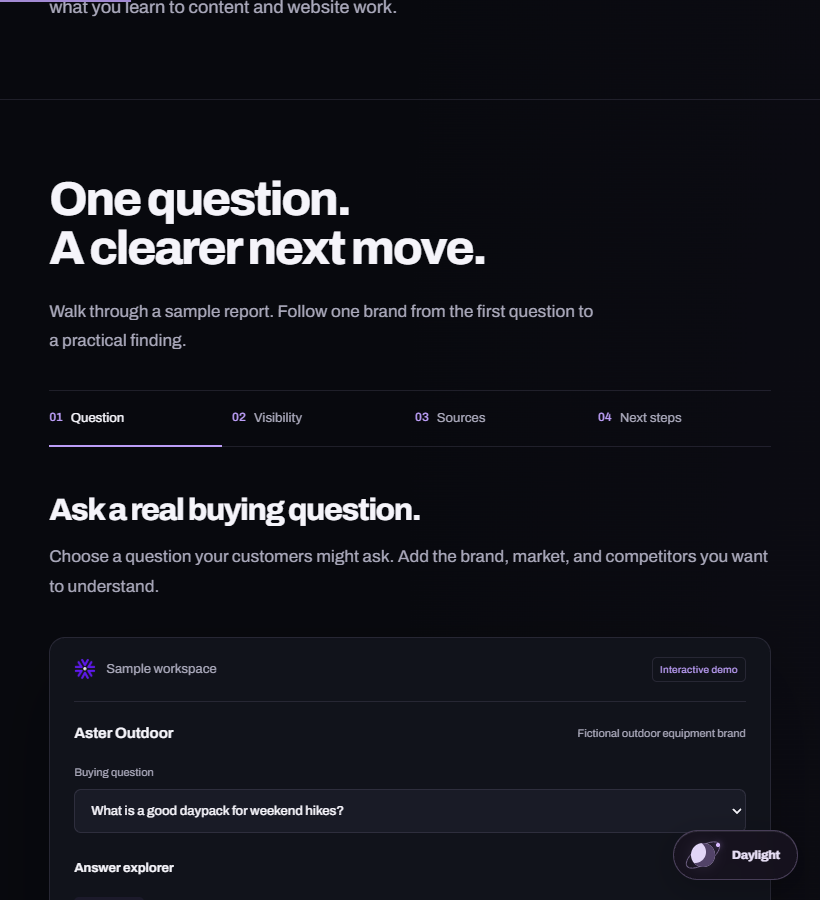 what you learn to content and website work.
One question.
A clearer next move.
Walk through a sample report. Follow one brand from the first question to
a practical finding.
01 Question
02 Visibility
03 Sources
04 Next steps
Ask a real buying question.
Choose a question your customers might ask. Add the brand, market, and competitors you want
to understand.
Sample workspace
Interactive demo
Aster Outdoor
Fictional outdoor equipment brand
Buying question
What is a good daypack for weekend hikes?
Answer explorer
Daylight